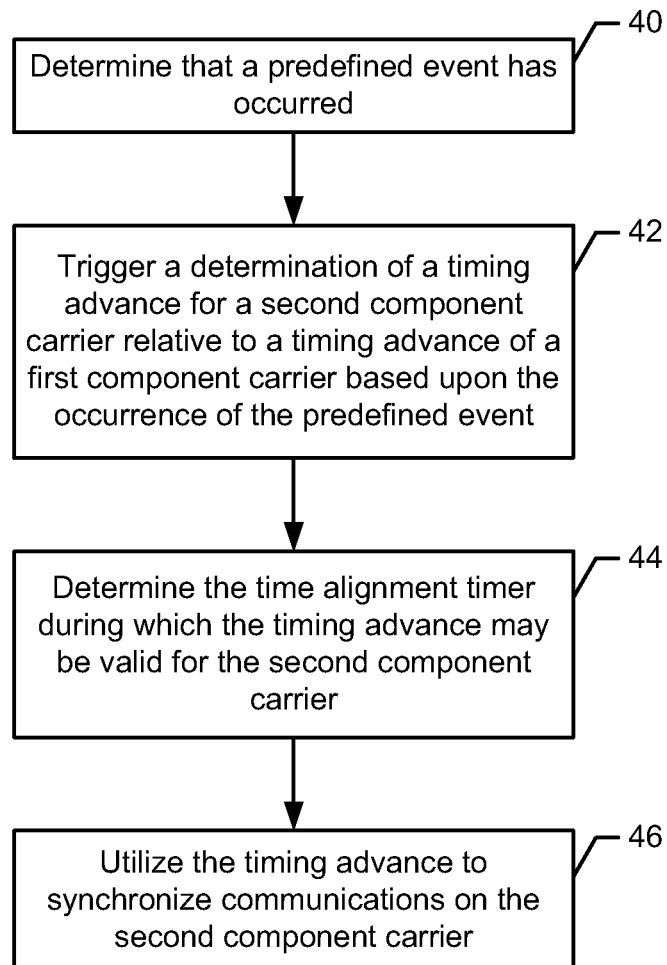 40
Determine that a predefined event has
occurred
42
Trigger a determination of a timing
advance for a second component
carrier relative to a timing advance of a
first component carrier based upon the
occurrence of the predefined event
44
Determine the time alignment timer
during which the timing advance may
be valid for the second component
carrier
46
Utilize the timing advance to
synchronize communications on the
second component carrier